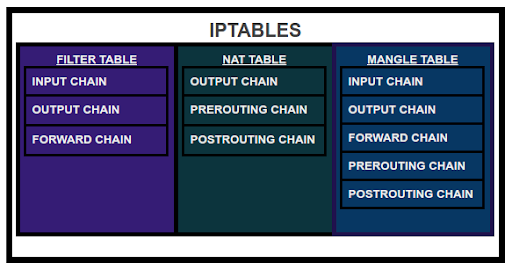 IPTABLES
FILTER TABLE
INPUT CHAIN
OUTPUT CHAIN
FORWARD CHAIN
NAT TABLE
OUTPUT CHAIN
PREROUTING CHAIN
POSTROUTING CHAIN
MANGLE TABLE
INPUT CHAIN
OUTPUT CHAIN
FORWARD CHAIN
PREROUTING CHAIN
POSTROUTING CHAIN